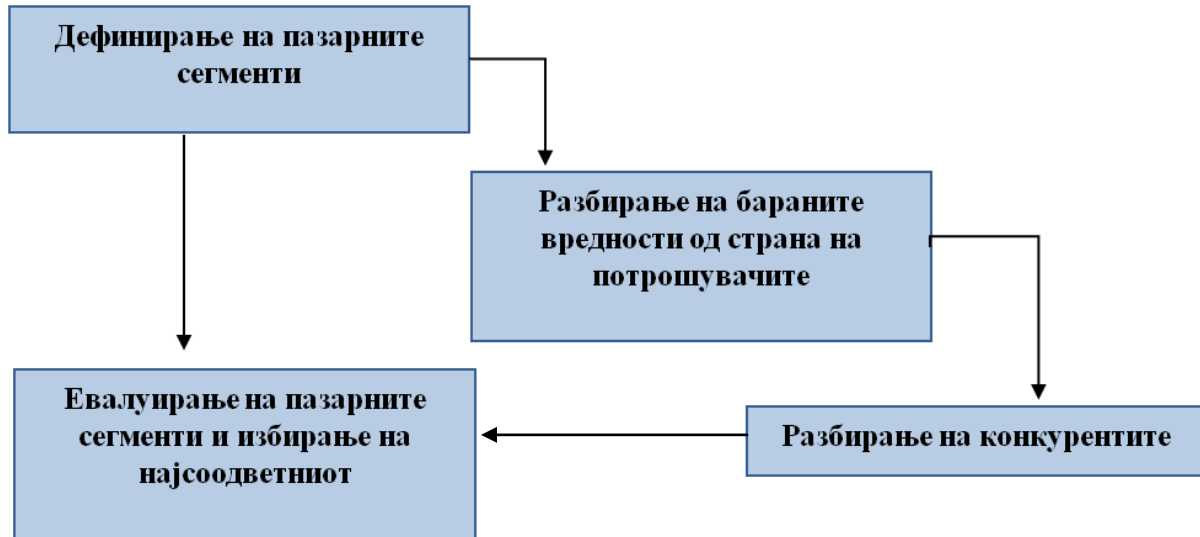 Дефинирање на пазарните
сегменти
Разбирање на бараните
вредности од страна на
потрошувачите
Евалуирање на пазарните
сегменти и избирање на
најсоодветниот
Разбирање на конкурентите